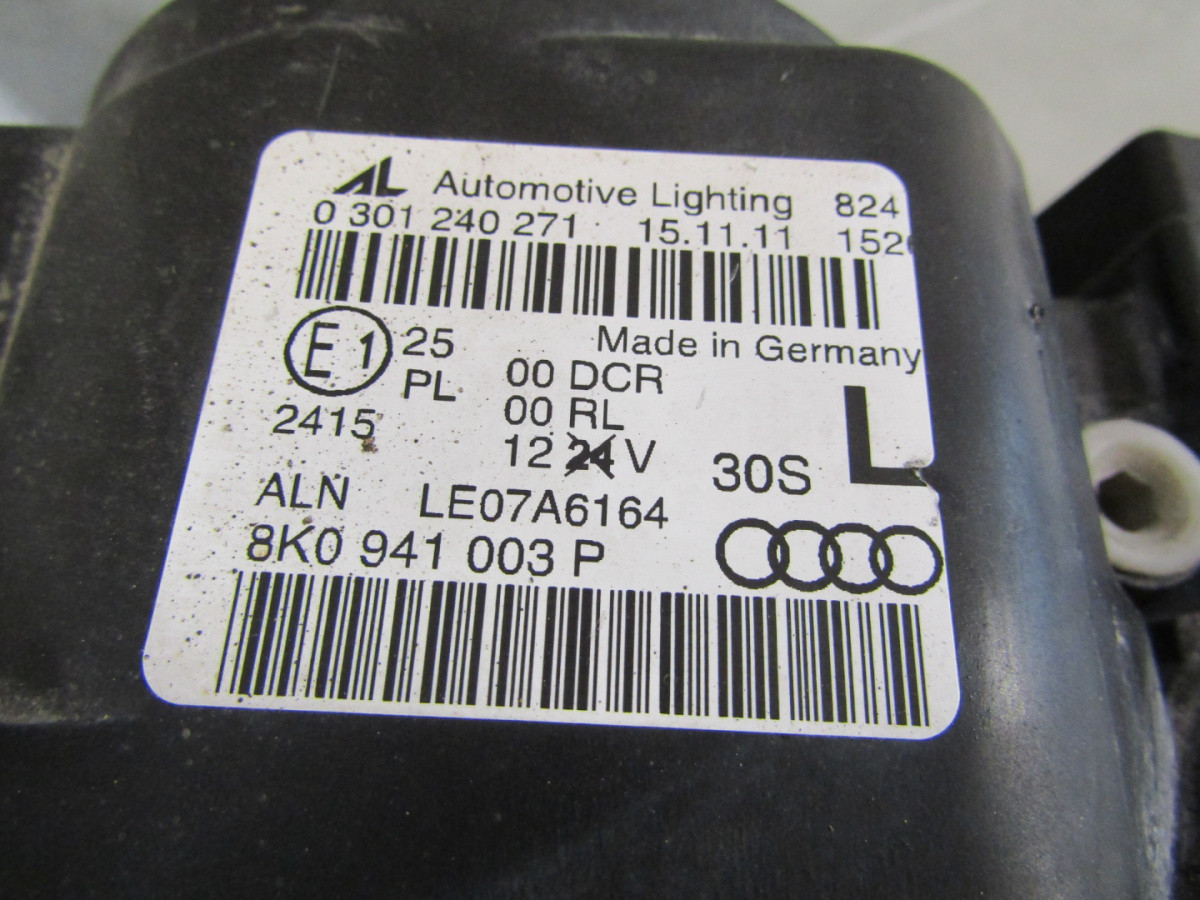 AL Automotive Lighting 824
0 301 240 271 15.11.11 152
Made in Germany
E1 25 00 DCR
PL 00 RL
2415 12 24 V
30S L
ALN LE07A6164
8K0 941 003 P